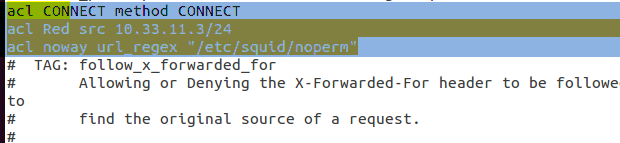 acl CONNECT method CONNECT
acl Red src 10.33.11.3/24
acl noway url_regex "/etc/squid/noperm"
#  TAG: follow_x_forwarded_for
#       Allowing or Denying the X-Forwarded-For header to be followe
to
#       find the original source of a request.
#